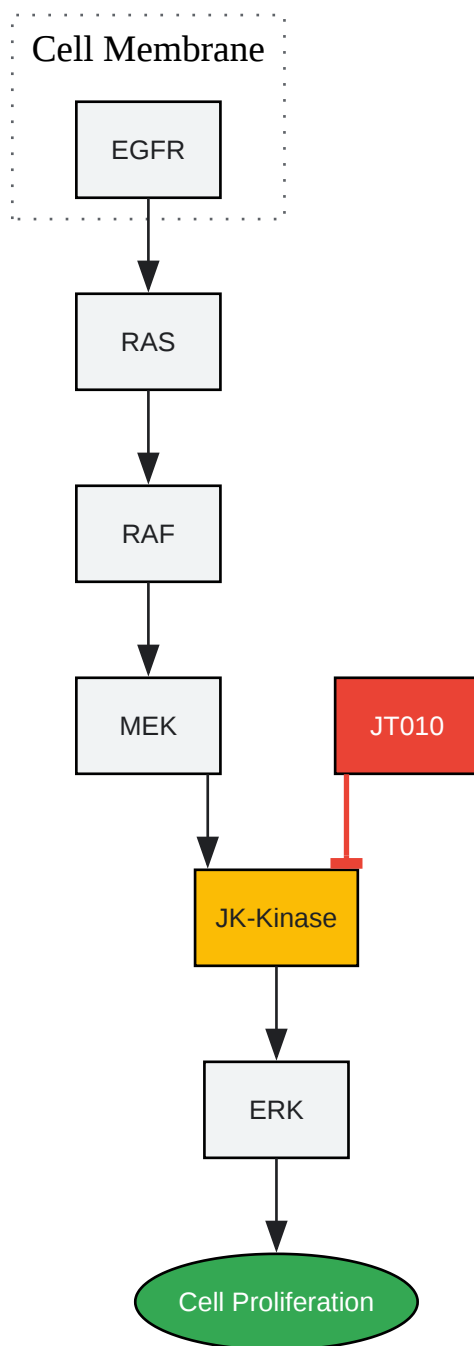 Cell Membrane
EGFR
RAS
RAF
MEK
JT010
JK-Kinase
ERK
Cell Proliferation